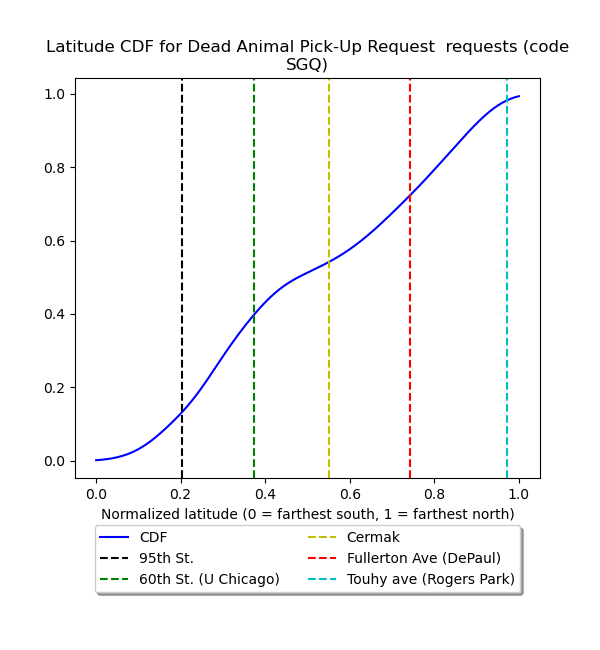 Latitude CDF for Dead Animal Pick-Up Request  requests (code
SGQ)
1.0
0.8
0.6
0.4
0.2
0.0
0.0 0.2 0.4 0.6 0.8 1.0
Normalized latitude (0 = farthest south, 1 = farthest north)
CDF
95th St.
60th St. (U Chicago)
Cermak
Fullerton Ave (DePaul)
Touhy ave (Rogers Park)